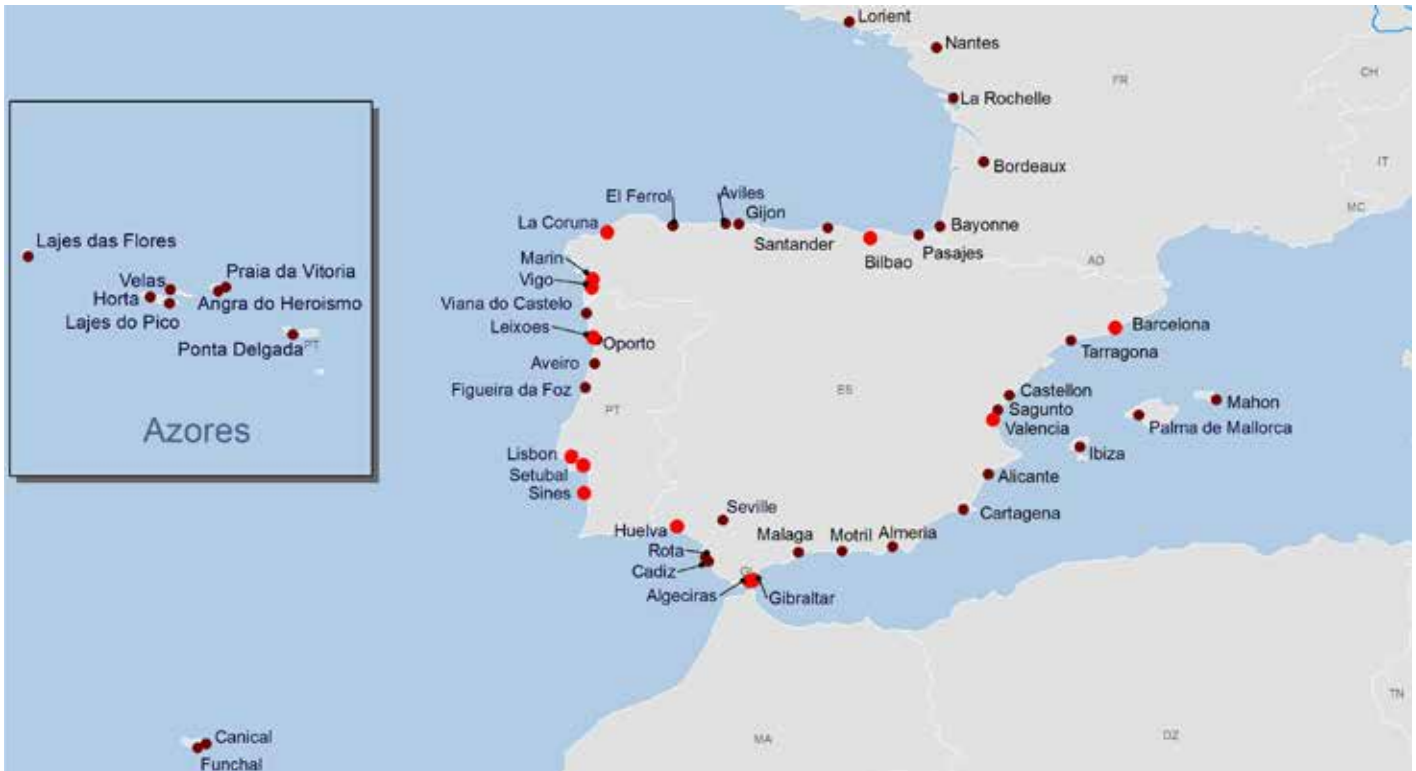 Lorient
Nantes
FR
CH
La Rochelle
Bordeaux
IT
MC
El Ferrol
Aviles
Gijon
La Coruna
Santander
Bilbao
Pasajes
Bayonne
AD
Lajes das Flores
Velas
Praia da Vitoria
Horta
Angra do Heroismo
Lajes do Pico
Ponta Delgada
PT
Azores
Marin
Vigo
Viana do Castelo
Leixoes
Oporto
Aveiro
Figueira da Foz
PT
ES
Barcelona
Tarragona
Castellon
Sagunto
Valencia
Mahon
Palma de Mallorca
Ibiza
Alicante
Cartagena
Lisbon
Setubal
Sines
Seville
Huelva
Malaga
Motril
Almeria
Rota
Cadiz
GI
Algeciras
Gibraltar
TN
Canical
Funchal
MA
DZ